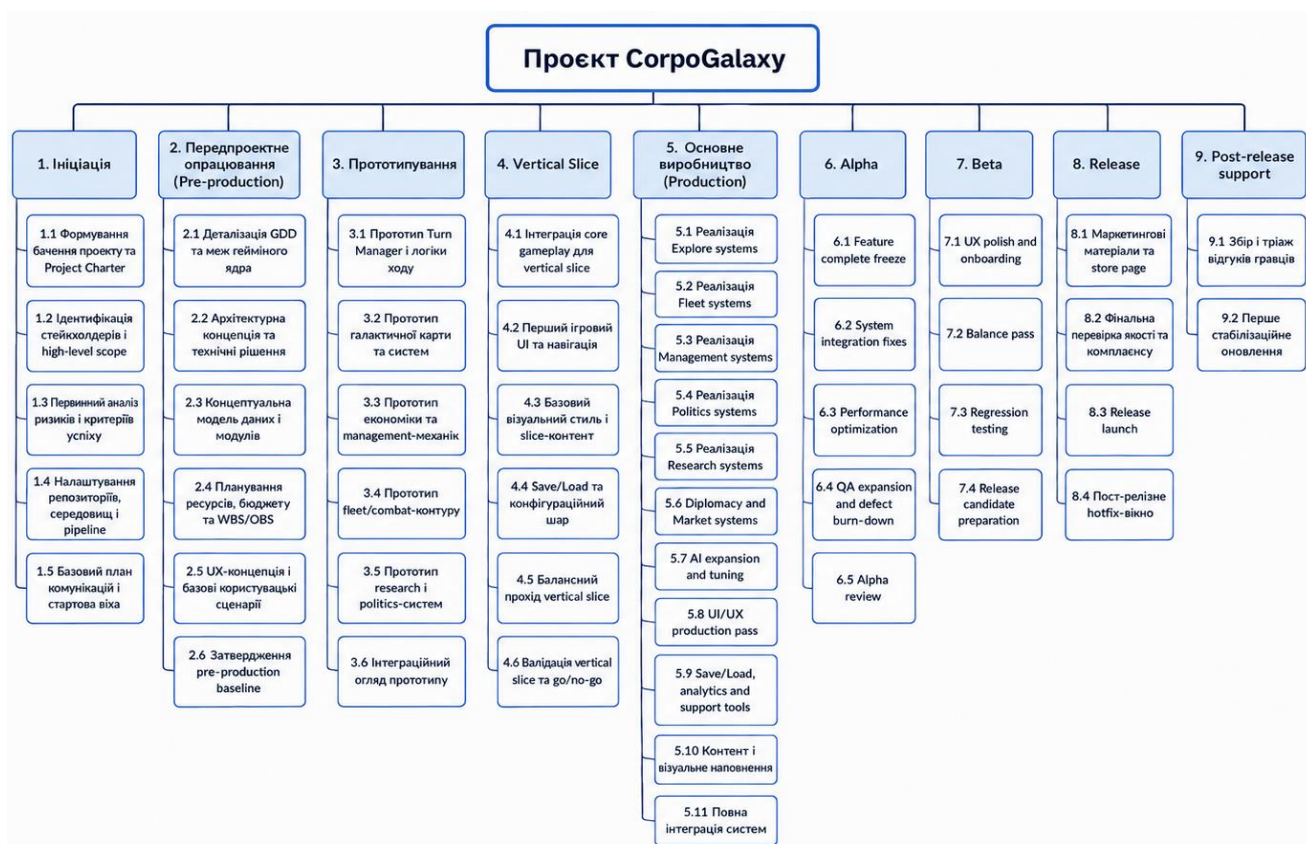 Проєкт CorpoGalaxy
1. Ініціація
1.1 Формування
бачення проекту та
Project Charter
1.2 Ідентифікація
стейкхолдерів і
high-level scope
1.3 Первинний аналіз
ризиків і критеріїв
успіху
1.4 Налаштування
репозиторіїв,
середовищ і
pipeline
1.5 Базовий план
комунікацій і
стартова віха
2. Передпроектне
опрацювання
(Pre-production)
2.1 Деталізація GDD
та меж гейміного
ядра
2.2 Архітектурна
концепція та
технічні рішення
2.3 Концептуальна
модель даних і
модулів
2.4 Планування
ресурсів, бюджету
та WBS/OBS
2.5 UX-концепція і
базові користувацькі
сценарії
2.6 Затвердження
pre-production
baseline
3. Прототипування
3.1 Прототип Turn
Manager і логіки
ходу
3.2 Прототип
галактичної карти
та систем
3.3 Прототип
економіки та
management-механік
3.4 Прототип
fleet/combat-контуру
3.5 Прототип
research і
politics-систем
3.6 Інтеграційний
огляд прототипу
4. Vertical Slice
4.1 Інтеграція core
gameplay для
vertical slice
4.2 Перший ігровий
UI та навігація
4.3 Базовий
візуальний стиль і
slice-контент
4.4 Save/Load та
конфігураційний
шар
4.5 Балансний
прохід vertical slice
4.6 Валідація vertical
slice та go/no-go
5. Основне
виробництво
(Production)
5.1 Реалізація
Explore systems
5.2 Реалізація
Fleet systems
5.3 Реалізація
Management systems
5.4 Реалізація
Politics systems
5.5 Реалізація
Research systems
5.6 Diplomacy and
Market systems
5.7 AI expansion
and tuning
5.8 UI/UX
production pass
5.9 Save/Load,
analytics and
support tools
5.10 Контент і
візуальне наповнення
5.11 Повна
інтеграція систем
6. Alpha
6.1 Feature
complete freeze
6.2 System
integration fixes
6.3 Performance
optimization
6.4 QA expansion
and defect
burn-down
6.5 Alpha
review
7. Beta
7.1 UX polish and
onboarding
7.2 Balance pass
7.3 Regression
testing
7.4 Release
candidate
preparation
8. Release
8.1 Маркетингові
матеріали та
store page
8.2 Фінальна
перевірка якості та
комплаєнсу
8.3 Release
launch
8.4 Пост-релізне
hotfix-вікно
9. Post-release
support
9.1 Збір і тріаж
відгуків гравців
9.2 Перше
стабілізаційне
оновлення